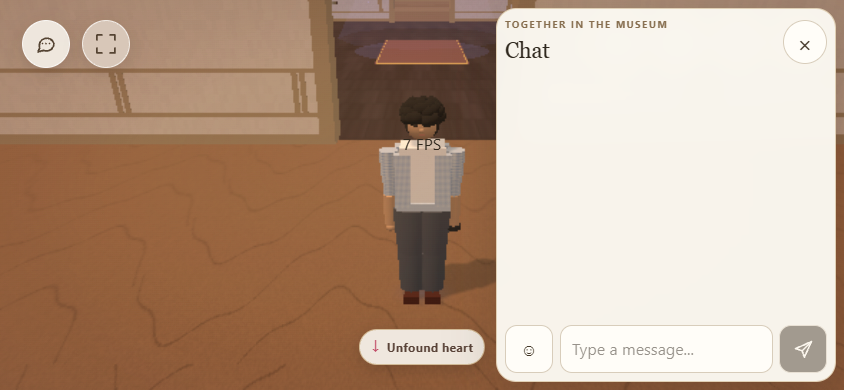 TOGETHER IN THE MUSEUM
Chat
7 FPS
↓ Unfound heart
Type a message...